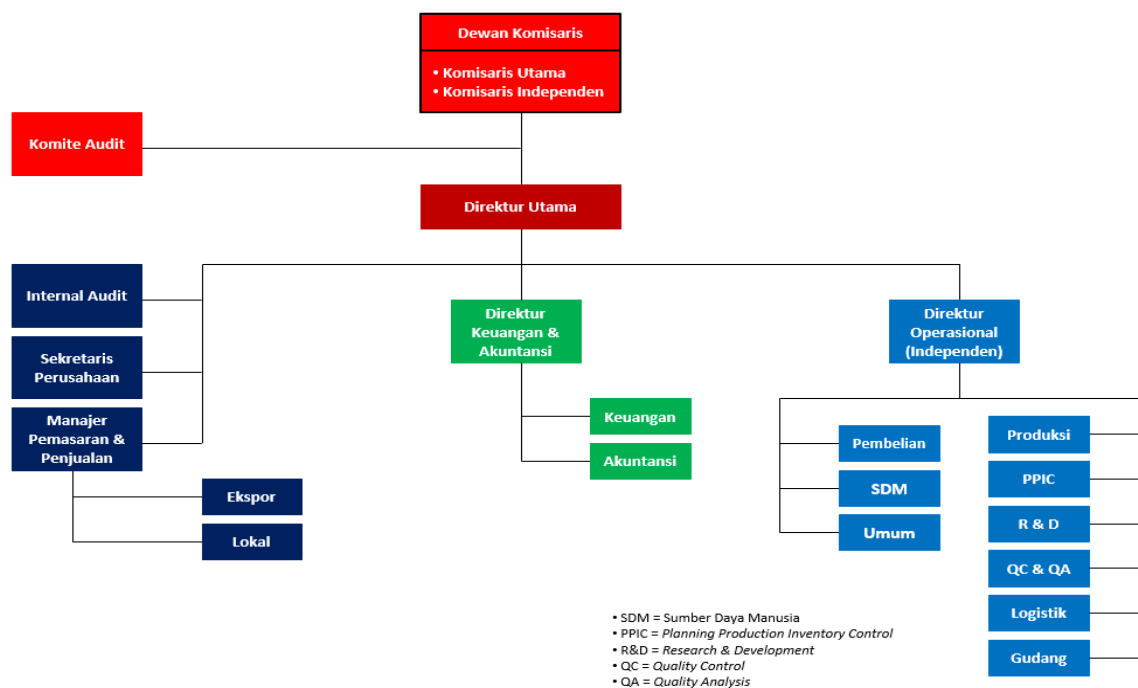 Dewan Komisaris
• Komisaris Utama
• Komisaris Independen
Komite Audit
Direktur Utama
Internal Audit
Sekretaris
Perusahaan
Manajer
Pemasaran &
Penjualan
Ekspor
Lokal
Direktur
Keuangan &
Akuntansi
Keuangan
Akuntansi
Direktur
Operasional
(Independen)
Pembelian
SDM
Umum
Produksi
PPIC
R & D
QC & QA
Logistik
Gudang
• SDM = Sumber Daya Manusia
• PPIC = Planning Production Inventory Control
• R&D = Research & Development
• QC = Quality Control
• QA = Quality Analysis